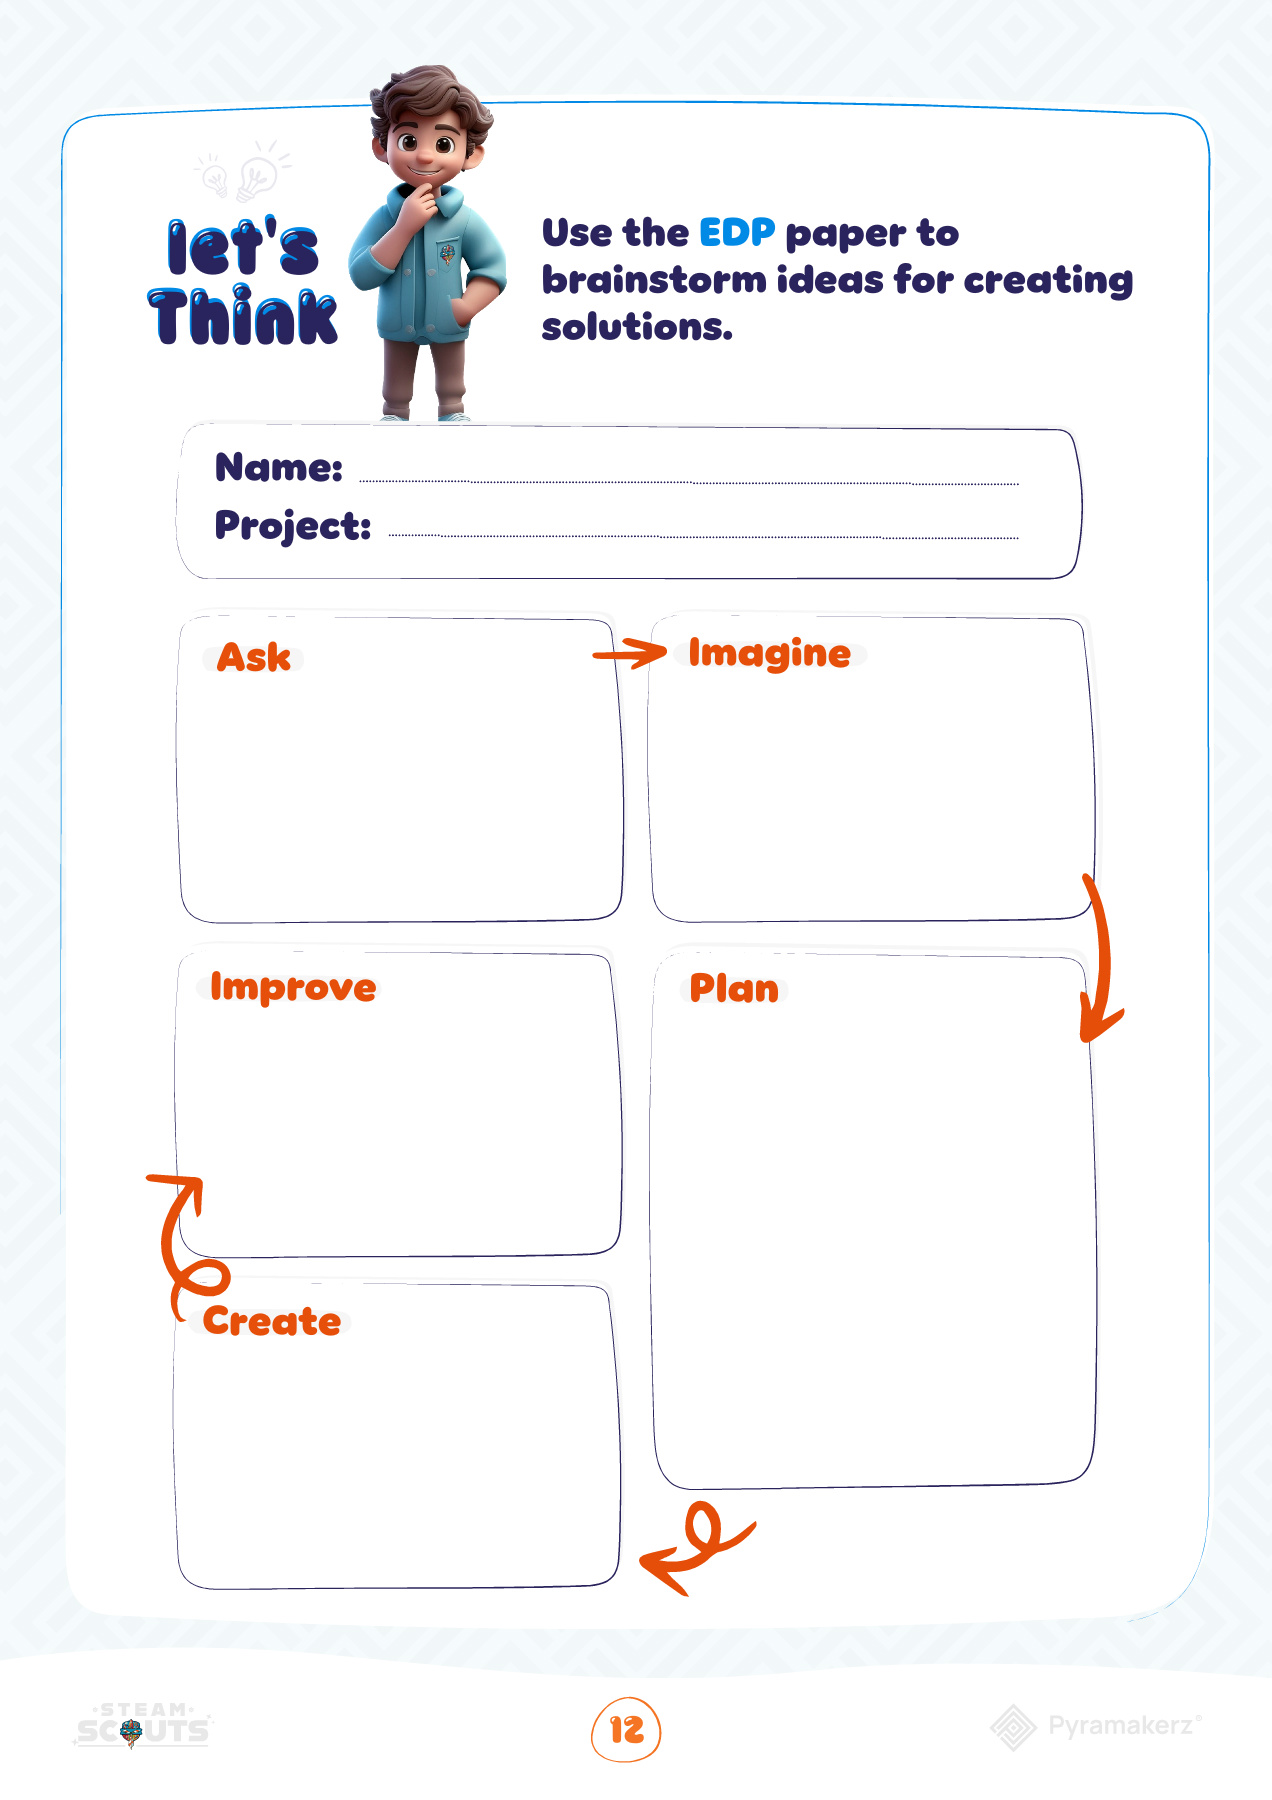 let's
Think
Use the EDP paper to
brainstorm ideas for creating
solutions.
Name:
Project:
Ask
Imagine
Improve
Plan
Create
STEAM
SCOUTS
12
Pyramakerz©